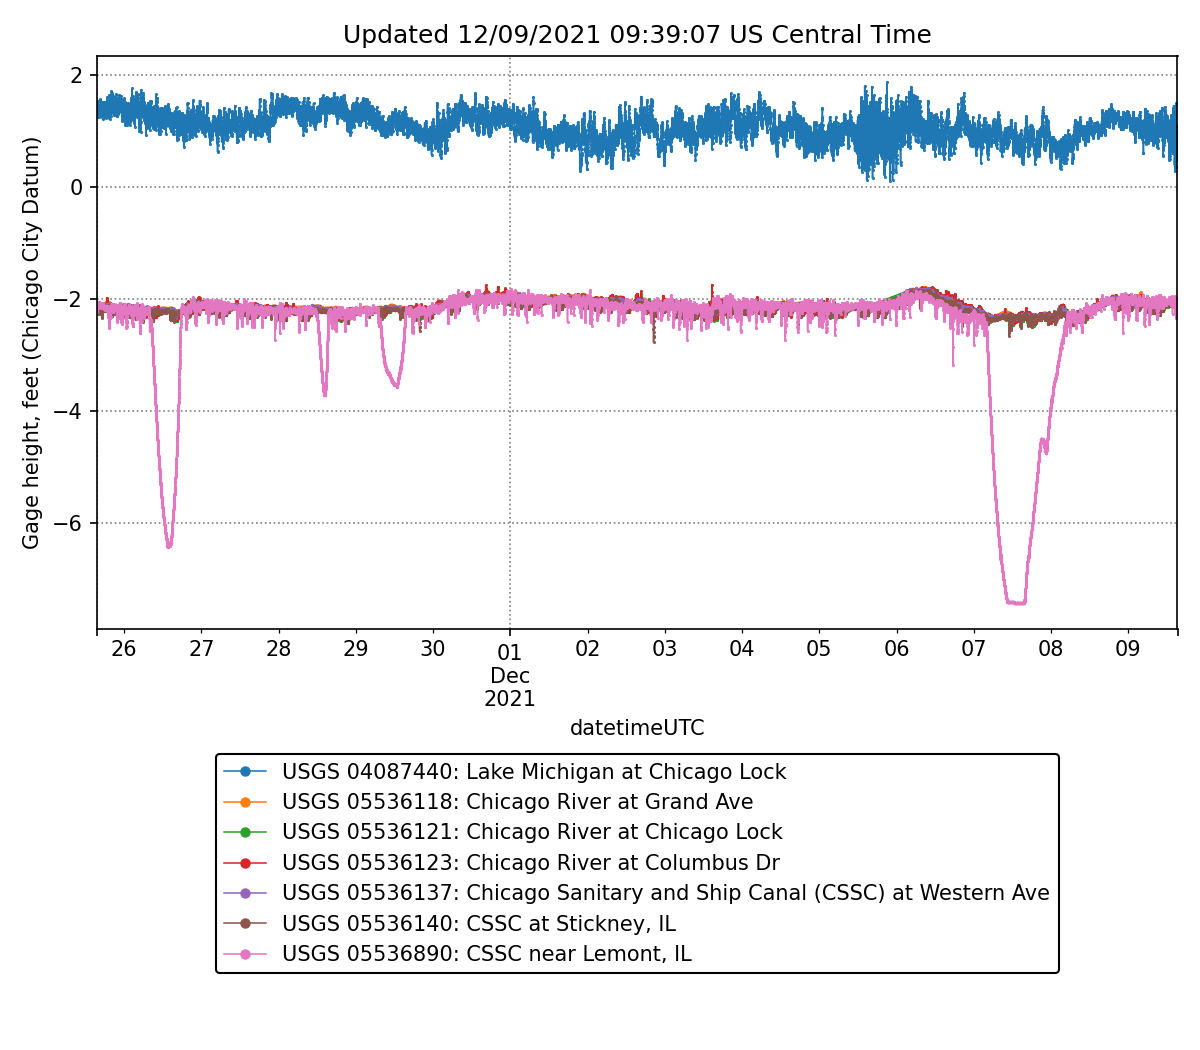 Updated 12/09/2021 09:39:07 US Central Time
Gage height, feet (Chicago City Datum)
2
0
−2
−4
−6
26 27 28 29 30 01 02 03 04 05 06 07 08 09
Dec
2021
datetimeUTC
USGS 04087440: Lake Michigan at Chicago Lock
USGS 05536118: Chicago River at Grand Ave
USGS 05536121: Chicago River at Chicago Lock
USGS 05536123: Chicago River at Columbus Dr
USGS 05536137: Chicago Sanitary and Ship Canal (CSSC) at Western Ave
USGS 05536140: CSSC at Stickney, IL
USGS 05536890: CSSC near Lemont, IL